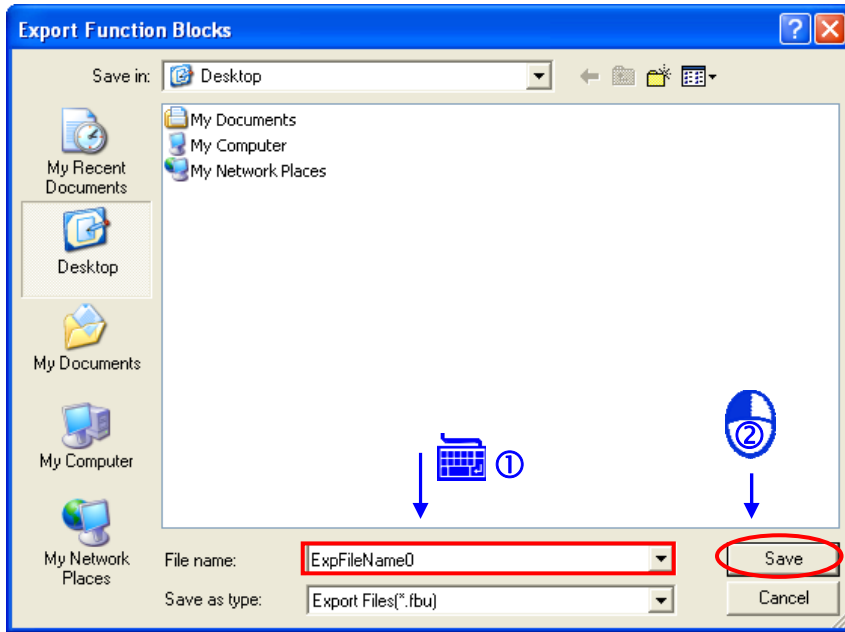 Export Function Blocks
Save in: Desktop
My Documents
My Computer
My Network Places
My Recent
Documents
Desktop
My Documents
My Computer
My Network
Places
①
②
File name: ExpFileName0 Save
Save as type: Export Files(*.fbu) Cancel